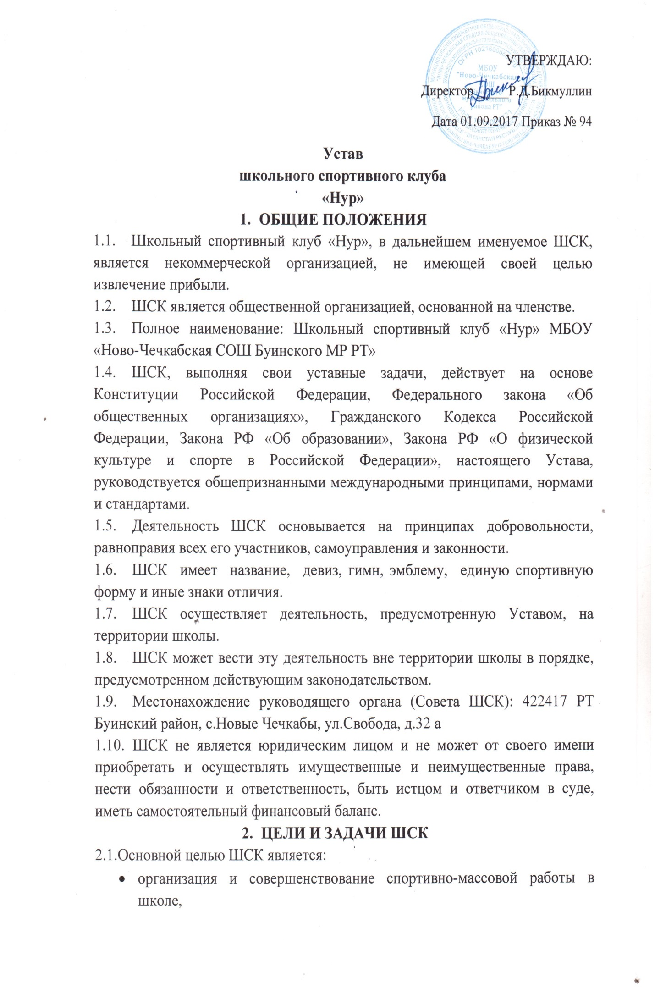 УТВЕРЖДАЮ:
МБОУ
"Ново-Чечкабская
СОШ
Директор_____Р.Д.Бикмуллин
муниципального
района РТ"
Дата 01.09.2017 Приказ № 94
Устав
школьного спортивного клуба
«Нур»
1. ОБЩИЕ ПОЛОЖЕНИЯ
1.1. Школьный спортивный клуб «Нур», в дальнейшем именуемое ШСК,
является некоммерческой организацией, не имеющей своей целью
извлечение прибыли.
1.2. ШСК является общественной организацией, основанной на членстве.
1.3. Полное наименование: Школьный спортивный клуб «Нур» МБОУ
«Ново-Чечкабская СОШ Буинского МР РТ»
1.4. ШСК, выполняя свои уставные задачи, действует на основе
Конституции Российской Федерации, Федерального закона «Об
общественных организациях», Гражданского Кодекса Российской
Федерации, Закона РФ «Об образовании», Закона РФ «О физической
культуре и спорте в Российской Федерации», настоящего Устава,
руководствуется общепризнанными международными принципами, нормами
и стандартами.
1.5. Деятельность ШСК основывается на принципах добровольности,
равноправия всех его участников, самоуправления и законности.
1.6. ШСК имеет название, девиз, гимн, эмблему, единую спортивную
форму и иные знаки отличия.
1.7. ШСК осуществляет деятельность, предусмотренную Уставом, на
территории школы.
1.8. ШСК может вести эту деятельность вне территории школы в порядке,
предусмотренном действующим законодательством.
1.9. Местонахождение руководящего органа (Совета ШСК): 422417 РТ
Буинский район, с.Новые Чечкабы, ул.Свобода, д.32 а
1.10. ШСК не является юридическим лицом и не может от своего имени
приобретать и осуществлять имущественные и неимущественные права,
нести обязанности и ответственность, быть истцом и ответчиком в суде,
иметь самостоятельный финансовый баланс.
2. ЦЕЛИ И ЗАДАЧИ ШСК
2.1.Основной целью ШСК является:
• организация и совершенствование спортивно-массовой работы в
школе,